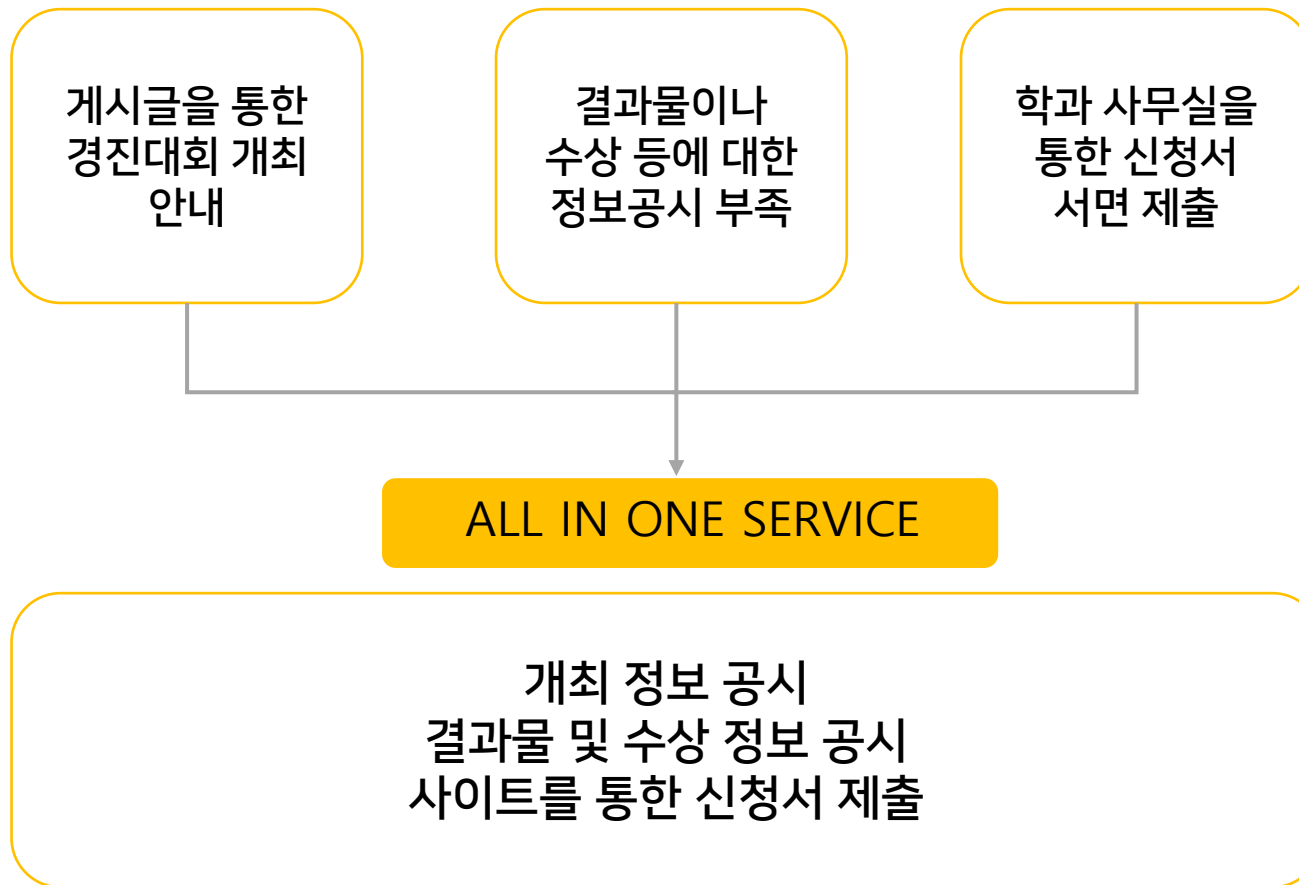 게시글을 통한
경진대회 개최
안내
결과물이나
수상 등에 대한
정보공시 부족
학과 사무실을
통한 신청서
서면 제출
ALL IN ONE SERVICE
개최 정보 공시
결과물 및 수상 정보 공시
사이트를 통한 신청서 제출